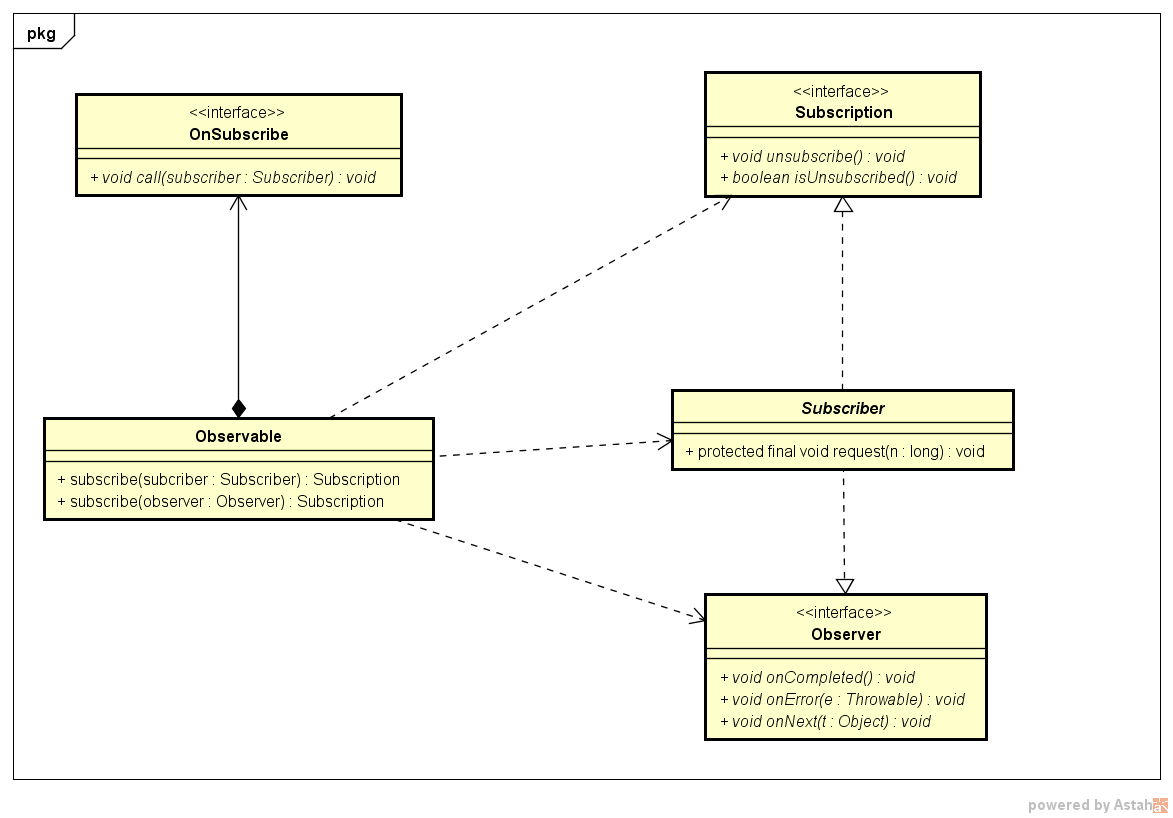 pkg
<<interface>>
OnSubscribe
+ void call(subscriber : Subscriber) : void
<<interface>>
Subscription
+ void unsubscribe() : void
+ boolean isUnsubscribed() : void
Observable
+ subscribe(subcriber : Subscriber) : Subscription
+ subscribe(observer : Observer) : Subscription
Subscriber
+ protected final void request(n : long) : void
<<interface>>
Observer
+ void onCompleted() : void
+ void onError(e : Throwable) : void
+ void onNext(t : Object) : void
powered by Astah